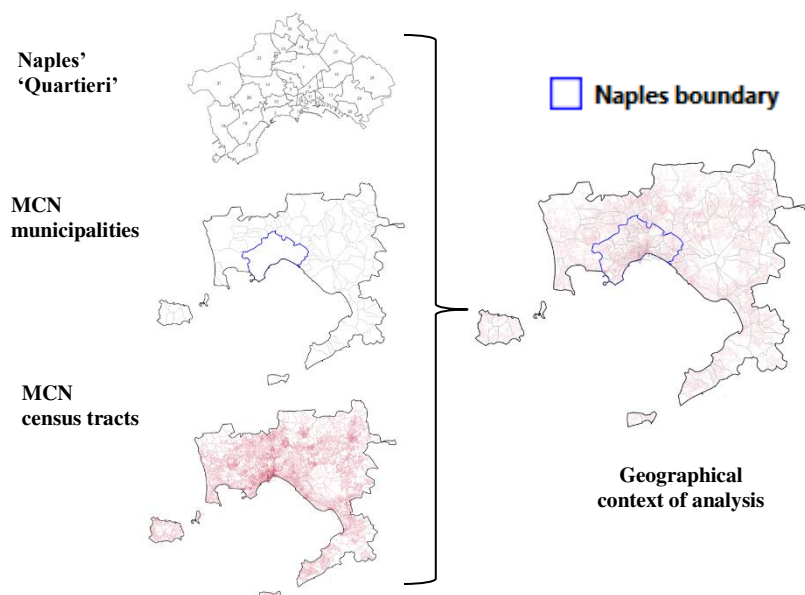 Naples'
'Quartieri'
Naples boundary
MCN
municipalities
MCN
census tracts
Geographical
context of analysis